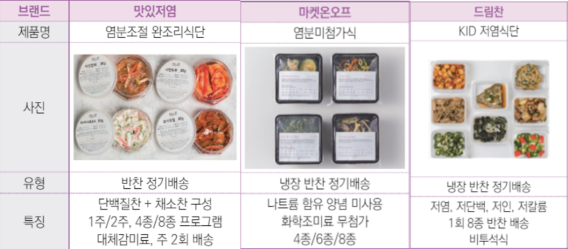 브랜드 맛있저염 마켓온오프 드림찬
제품명 염분조절 완조리식단 염분미첨가식 KID 저염식단
사진
유형 반찬 정기배송 냉장 반찬 정기배송 냉장 반찬 정기배송
특징
단백질찬 + 채소찬 구성
1주/2주, 4종/8종 프로그램
대체감미료, 주 2회 배송
나트륨 함유 양념 미사용
화학조미료 무첨가
4종/6종/8종
저염, 저단백, 저인, 저칼륨
1회 8종 반찬 배송
비투석식